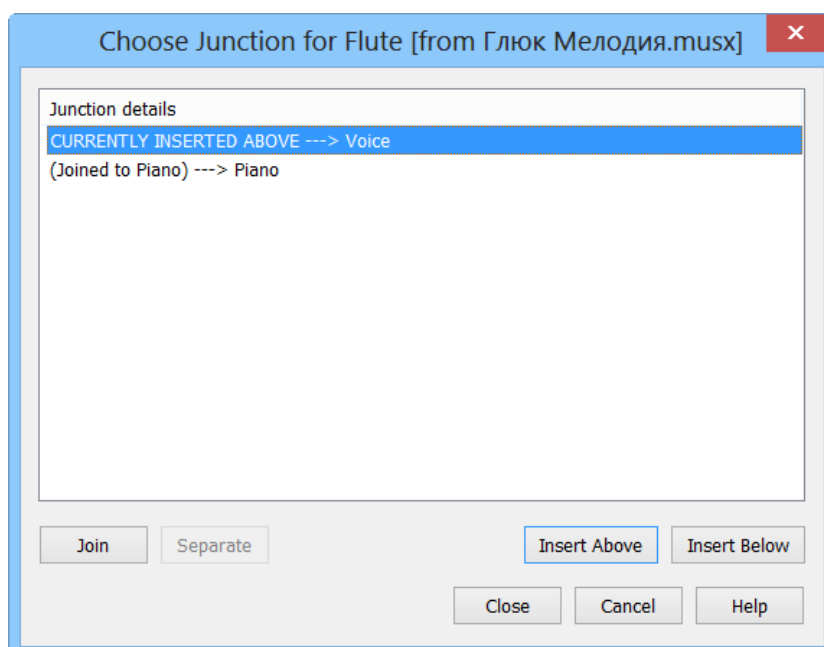 Choose Junction for Flute [from Глюк Мелодия.musx]
Junction details
CURRENTLY INSERTED ABOVE ---> Voice
(Joined to Piano) ---> Piano
Join Separate Insert Above Insert Below
Close Cancel Help